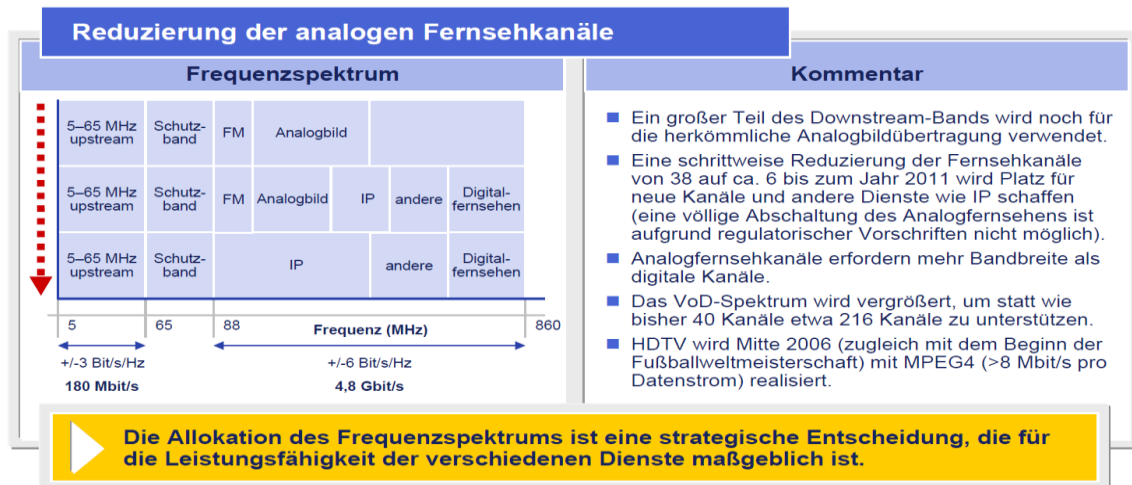 Reduzierung der analogen Fernsehkanäle
Frequenzspektrum
5–65 MHz
upstream
Schutz-
band
FM
Analogbild
5–65 MHz
upstream
Schutz-
band
FM
Analogbild
IP
andere
Digital-
fernsehen
5–65 MHz
upstream
Schutz-
band
IP
andere
Digital-
fernsehen
5
65
88
Frequenz (MHz)
860
+/-3 Bit/s/Hz
+/-6 Bit/s/Hz
180 Mbit/s
4,8 Gbit/s
Kommentar
Ein großer Teil des Downstream-Bands wird noch für
die herkömmliche Analogbildübertragung verwendet.
Eine schrittweise Reduzierung der Fernsehkanäle
von 38 auf ca. 6 bis zum Jahr 2011 wird Platz für
neue Kanäle und andere Dienste wie IP schaffen
(eine völlige Abschaltung des Analogfernsehens ist
aufgrund regulatorischer Vorschriften nicht möglich).
Analogfernsehkanäle erfordern mehr Bandbreite als
digitale Kanäle.
Das VoD-Spektrum wird vergrößert, um statt wie
bisher 40 Kanäle etwa 216 Kanäle zu unterstützen.
HDTV wird Mitte 2006 (zugleich mit dem Beginn der
Fußballweltmeisterschaft) mit MPEG4 (>8 Mbit/s pro
Datenstrom) realisiert.
Die Allokation des Frequenzspektrums ist eine strategische Entscheidung, die für
die Leistungsfähigkeit der verschiedenen Dienste maßgeblich ist.